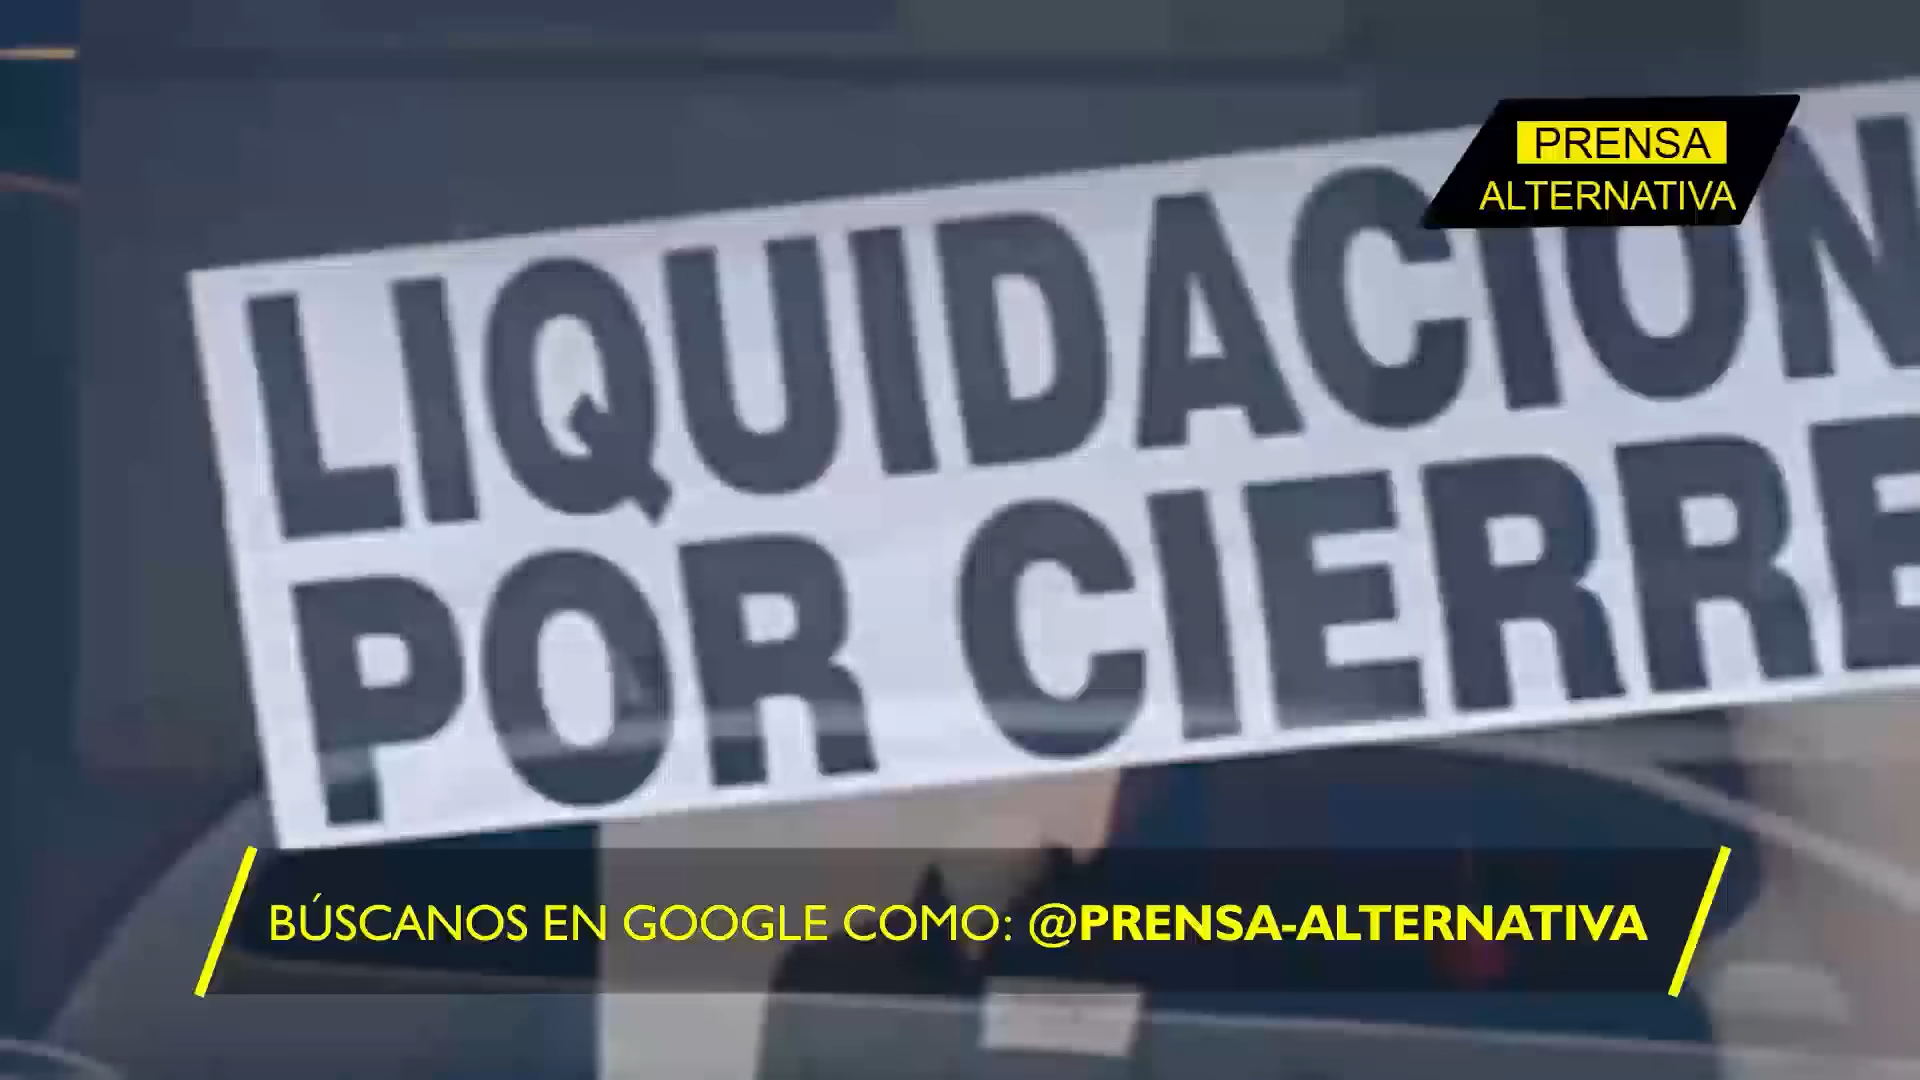 PRENSA
ALTERNATIVA
LIQUIDACION
POR CIERRE
BÚSCANOS EN GOOGLE COMO: @PRENSA-ALTERNATIVA